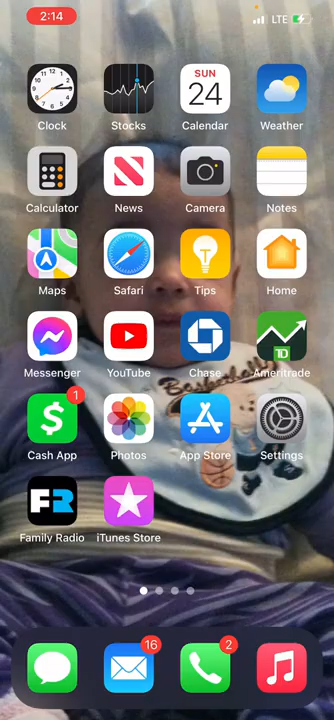 2:14
LTE
SUN
24
Clock
Stocks
Calendar
Weather
Calculator
News
Camera
Notes
Maps
Safari
Tips
Home
TD
Messenger
YouTube
Chase
Ameritrade
1
$
Cash App
Photos
App Store
Settings
FR
Family Radio
iTunes Store
16
2